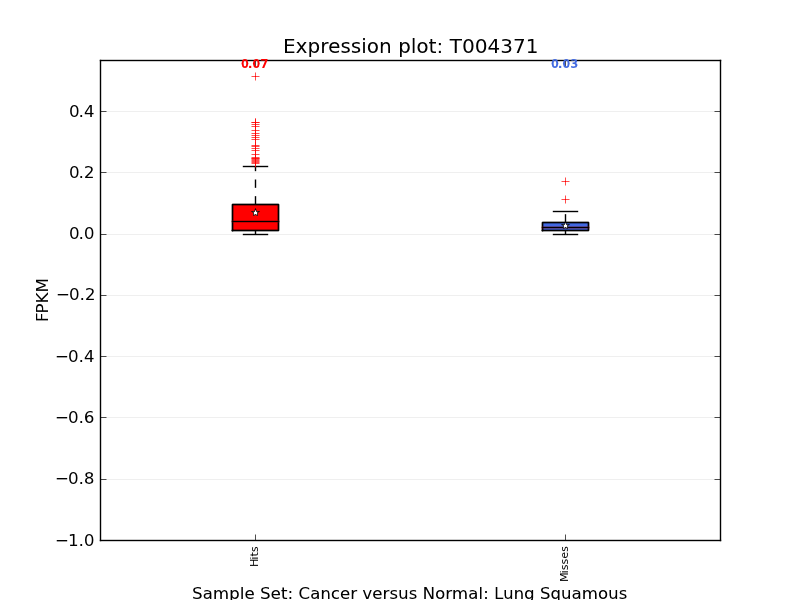 Expression plot: T004371
0.07
0.03
0.4
0.2
0.0
−0.2
−0.4
−0.6
−0.8
−1.0
FPKM
Hits
Misses
Sample Set: Cancer versus Normal: Lung Squamous